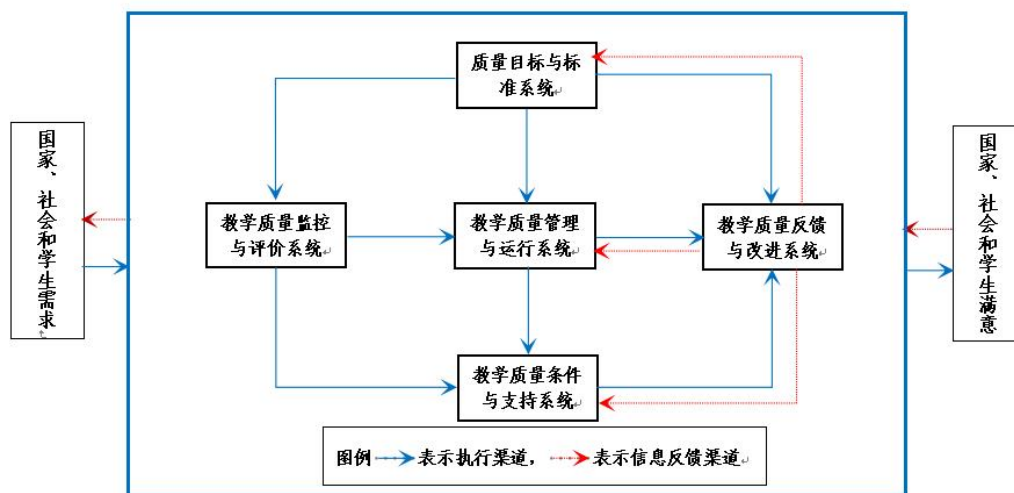 质量目标与标
准系统
国家、社会和学生需求
教学质量监控
与评价系统
教学质量管理
与运行系统
教学质量反馈
与改进系统
国家、社会和学生满意
教学质量条件
与支持系统
图例 表示执行渠道， 表示信息反馈渠道